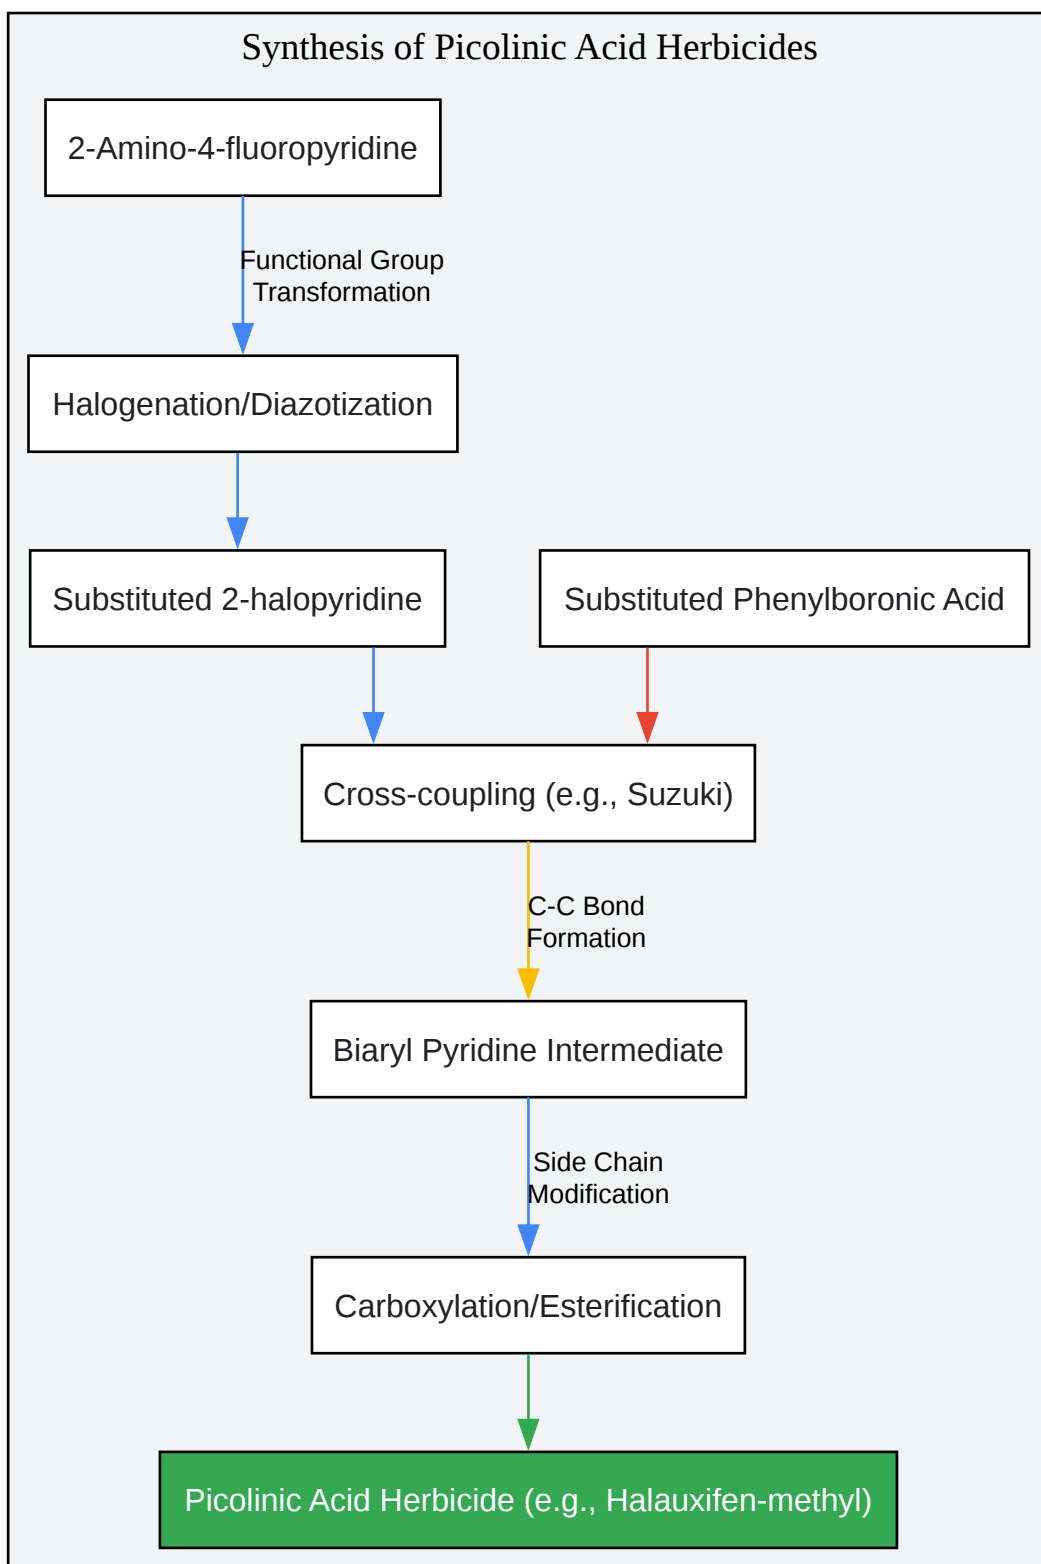 Synthesis of Picolinic Acid Herbicides
2-Amino-4-fluoropyridine
Functional Group
Transformation
Halogenation/Diazotization
Substituted 2-halopyridine
Substituted Phenylboronic Acid
Cross-coupling (e.g., Suzuki)
C-C Bond
Formation
Biaryl Pyridine Intermediate
Side Chain
Modification
Carboxylation/Esterification
Picolinic Acid Herbicide (e.g., Halauxifen-methyl)